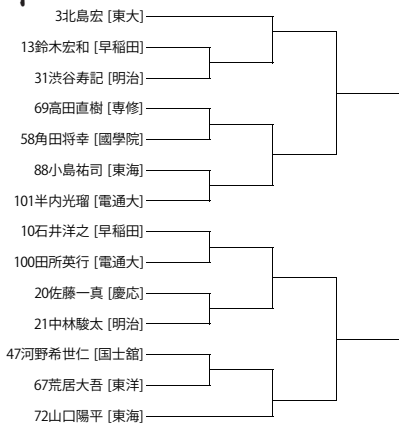 3北島宏 [東大]
13鈴木宏和 [早稲田]
31渋谷寿記 [明治]
69高田直樹 [専修]
58角田将幸 [國學院]
88小島祐司 [東海]
101半内光瑠 [電通大]
10石井洋之 [早稲田]
100田所英行 [電通大]
20佐藤一真 [慶応]
21中林駿太 [明治]
47河野希世仁 [国士舘]
67荒居大吾 [東洋]
72山口陽平 [東海]